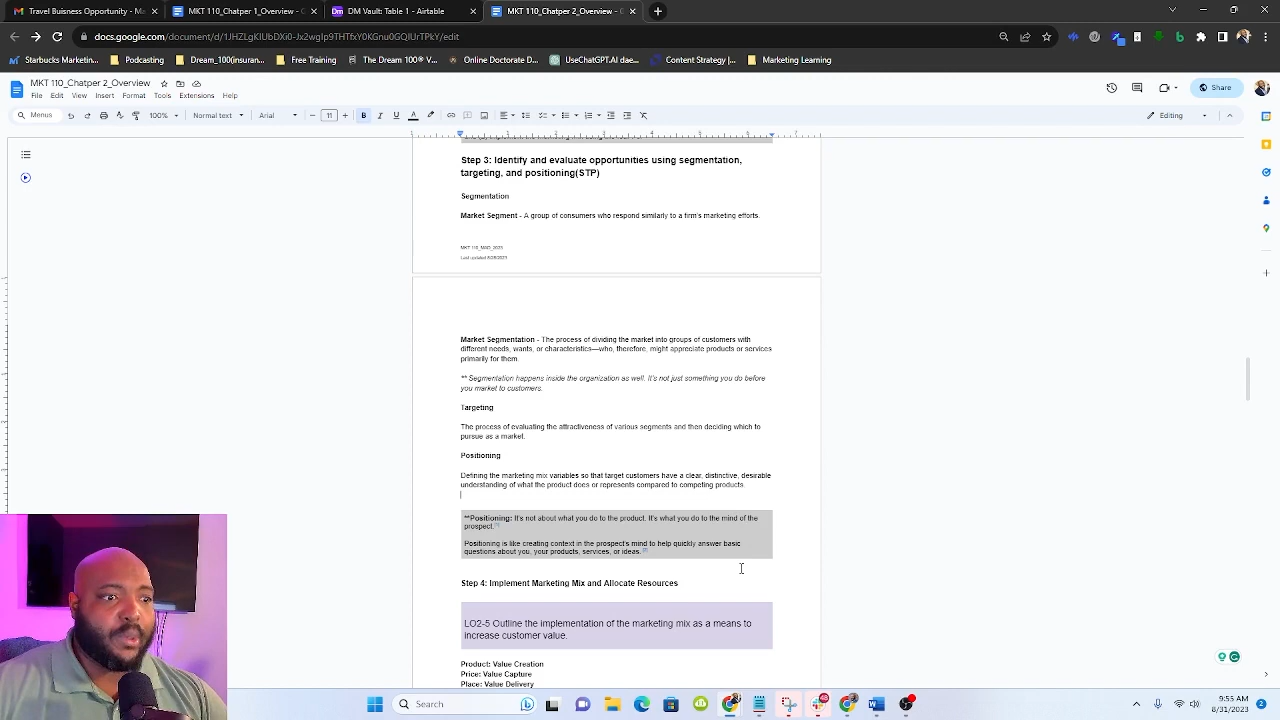 Travel Buisness Opportunity - Ma
MKT 110_Chatper 1_Overview - G
DM Vault: Table 1 - Airtable
MKT 110_Chatper 2_Overview - G
Starbucks Marketin...
Podcasting
Dream_100(insuran...
Free Training
The Dream 100® V...
Online Doctorate D...
UseChatGPT.AI dae...
Content Strategy |...
Marketing Learning
MKT 110_Chatper 2_Overview
File Edit View Insert Format Tools Extensions Help
Share
Menus
100%
Normal text
Arial
11
Editing
Step 3: Identify and evaluate opportunities using segmentation,
targeting, and positioning(STP)
Segmentation
Market Segment - A group of consumers who respond similarly to a firm's marketing efforts.
MKT 110_MAD_2023
Last updated 8/28/2023
Market Segmentation - The process of dividing the market into groups of customers with
different needs, wants, or characteristics—who, therefore, might appreciate products or services
primarily for them.
** Segmentation happens inside the organization as well. It's not just something you do before
you market to customers.
Targeting
The process of evaluating the attractiveness of various segments and then deciding which to
pursue as a market.
Positioning
Defining the marketing mix variables so that target customers have a clear, distinctive, desirable
understanding of what the product does or represents compared to competing products.
**Positioning: It's not about what you do to the product. It's what you do to the mind of the
prospect.
Positioning is like creating context in the prospect's mind to help quickly answer basic
questions about you, your products, services, or ideas.
Step 4: Implement Marketing Mix and Allocate Resources
LO2-5 Outline the implementation of the marketing mix as a means to
increase customer value.
Product: Value Creation
Price: Value Capture
Place: Value Delivery
Search
9:55 AM
8/31/2023